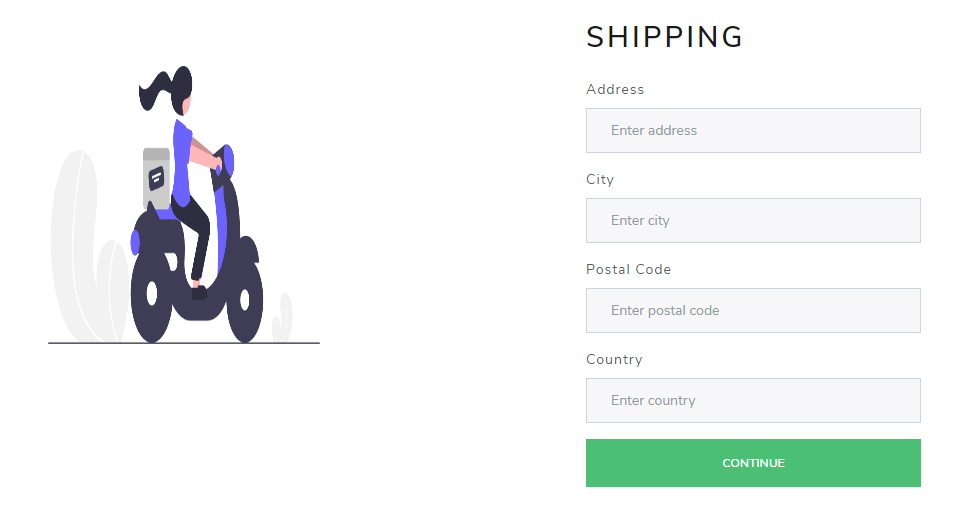 SHIPPING
Address
Enter address
City
Enter city
Postal Code
Enter postal code
Country
Enter country
CONTINUE